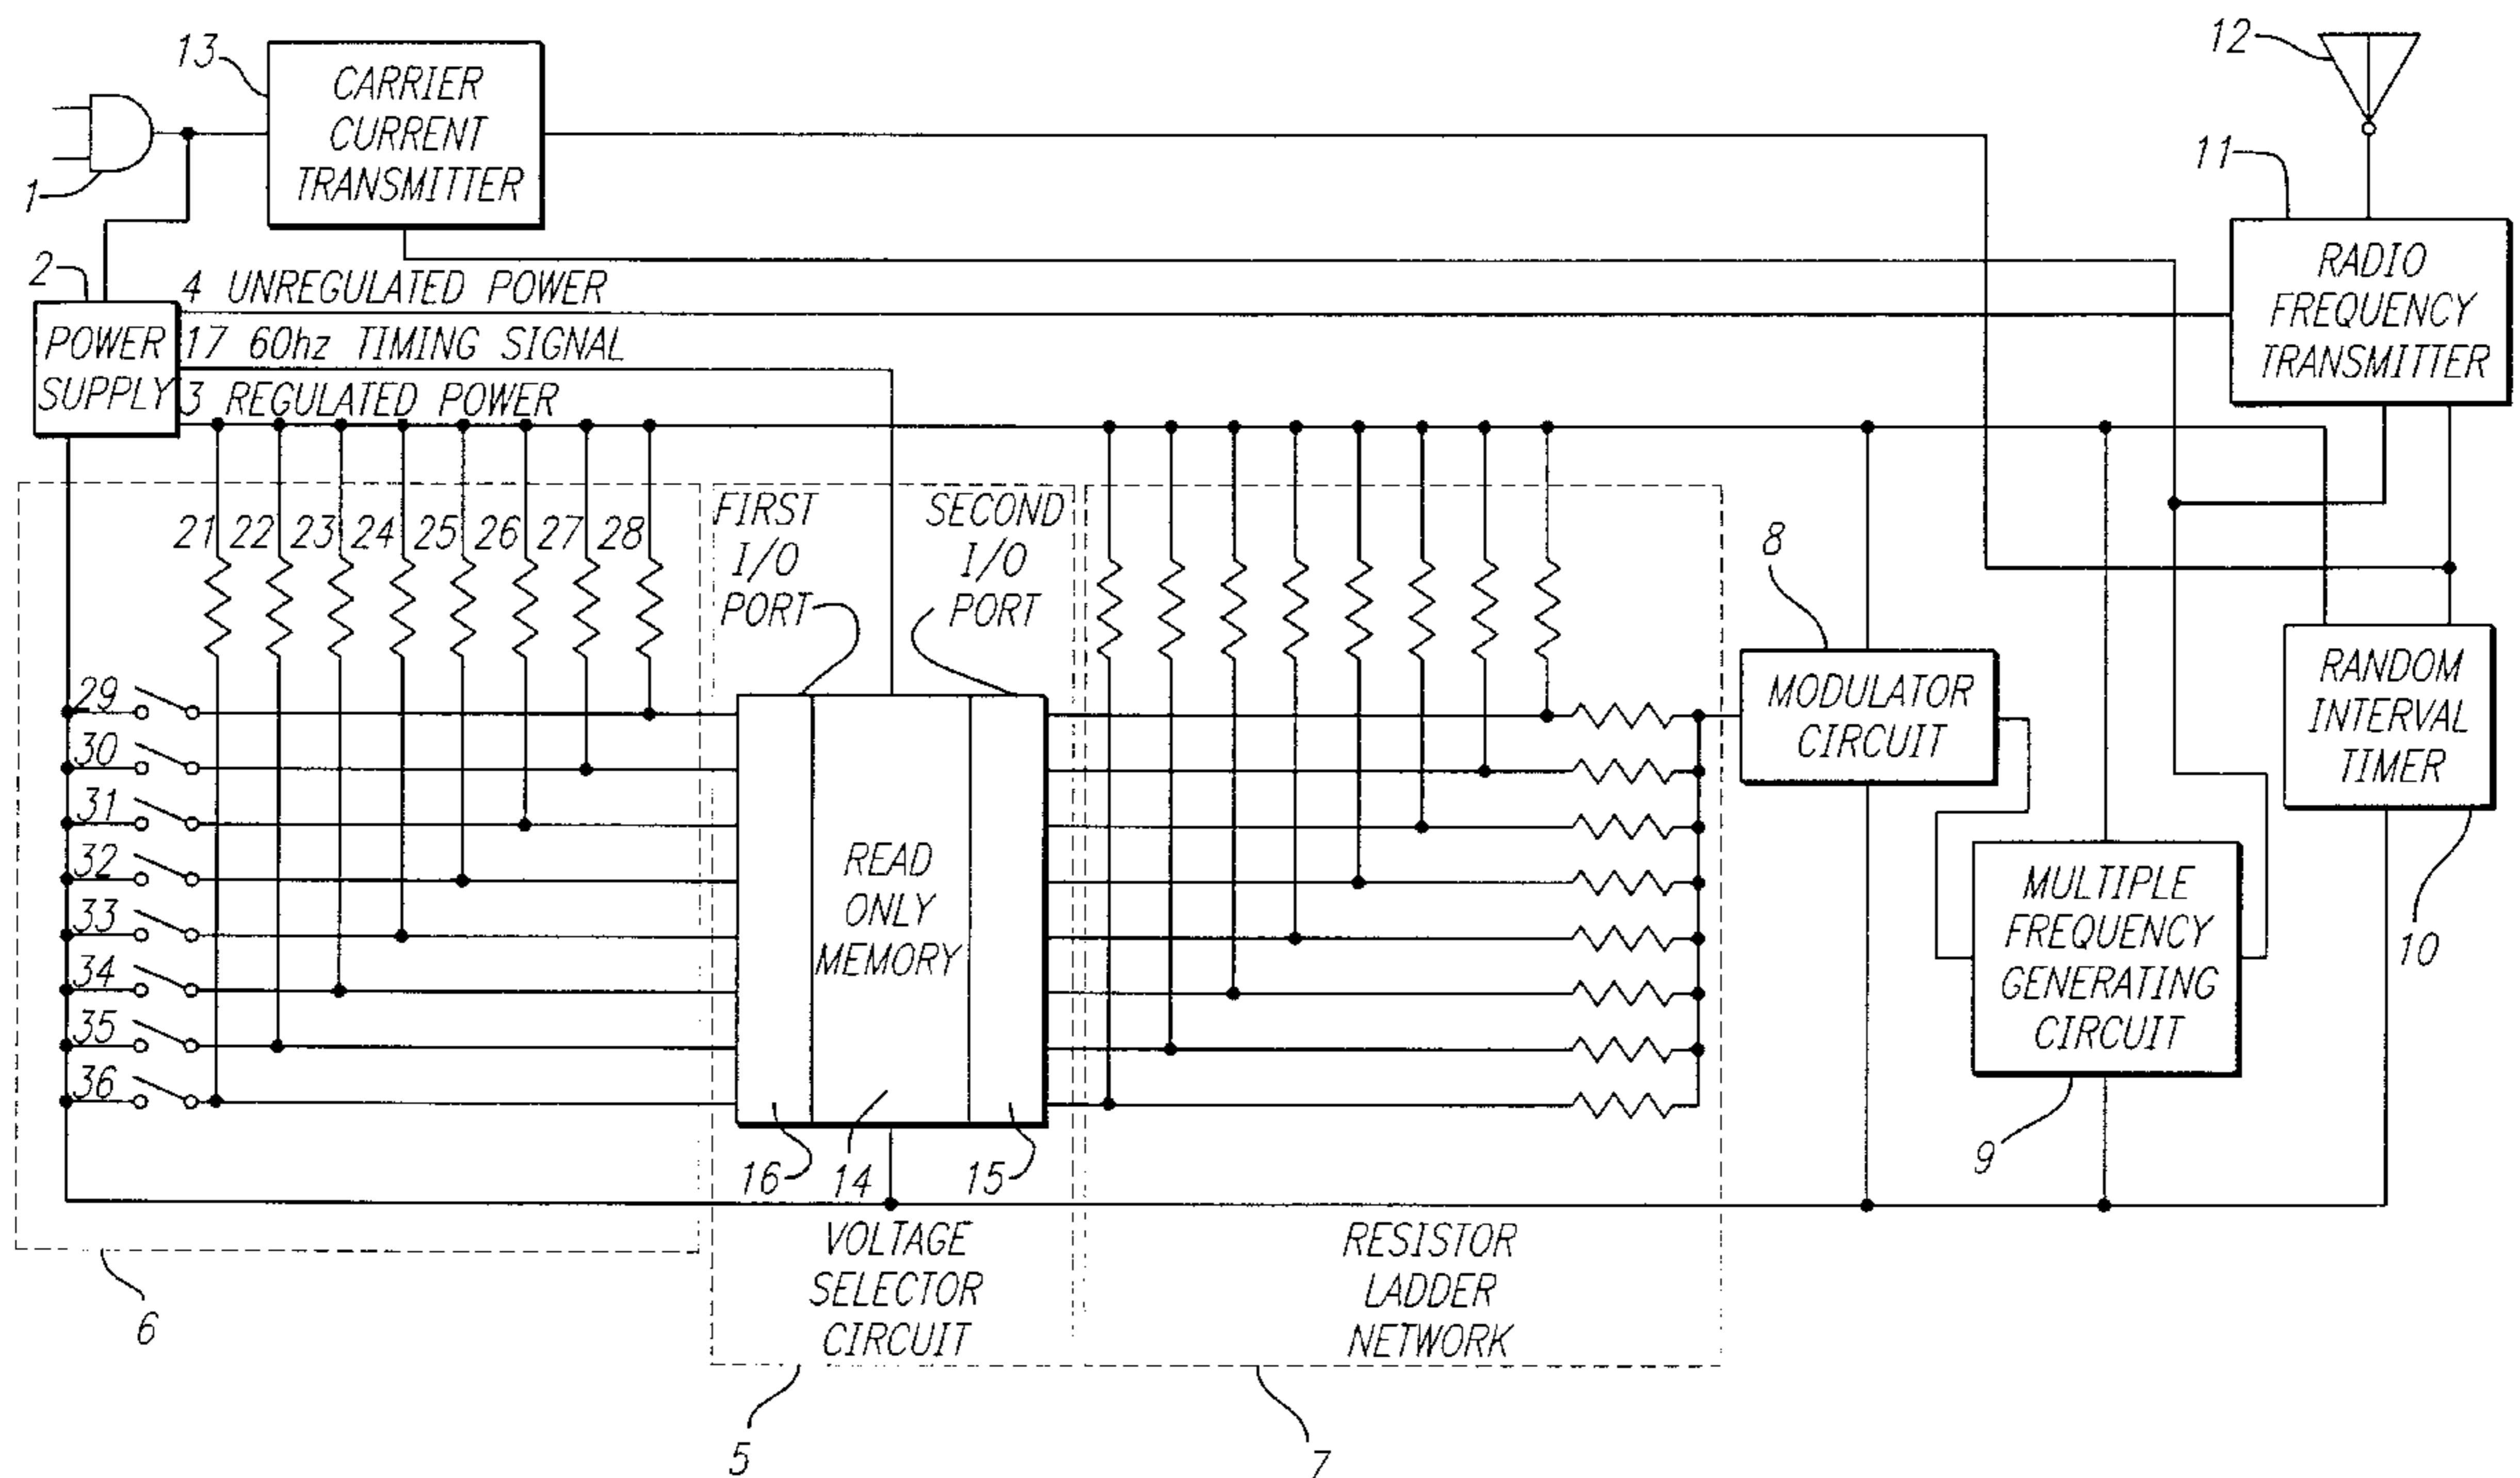 13
CARRIER
CURRENT
TRANSMITTER
1
12
11
RADIO
FREQUENCY
TRANSMITTER
2
POWER
SUPPLY
4 UNREGULATED POWER
17 60hz TIMING SIGNAL
3 REGULATED POWER
21 22 23 24 25 26 27 28
FIRST
I/O
PORT
SECOND
I/O
PORT
8
MODULATOR
CIRCUIT
RANDOM
INTERVAL
TIMER
10
29
30
31
32
33
34
35
36
READ
ONLY
MEMORY
MULTIPLE
FREQUENCY
GENERATING
CIRCUIT
9
16 14 15
VOLTAGE
SELECTOR
CIRCUIT
RESISTOR
LADDER
NETWORK
6
5
7